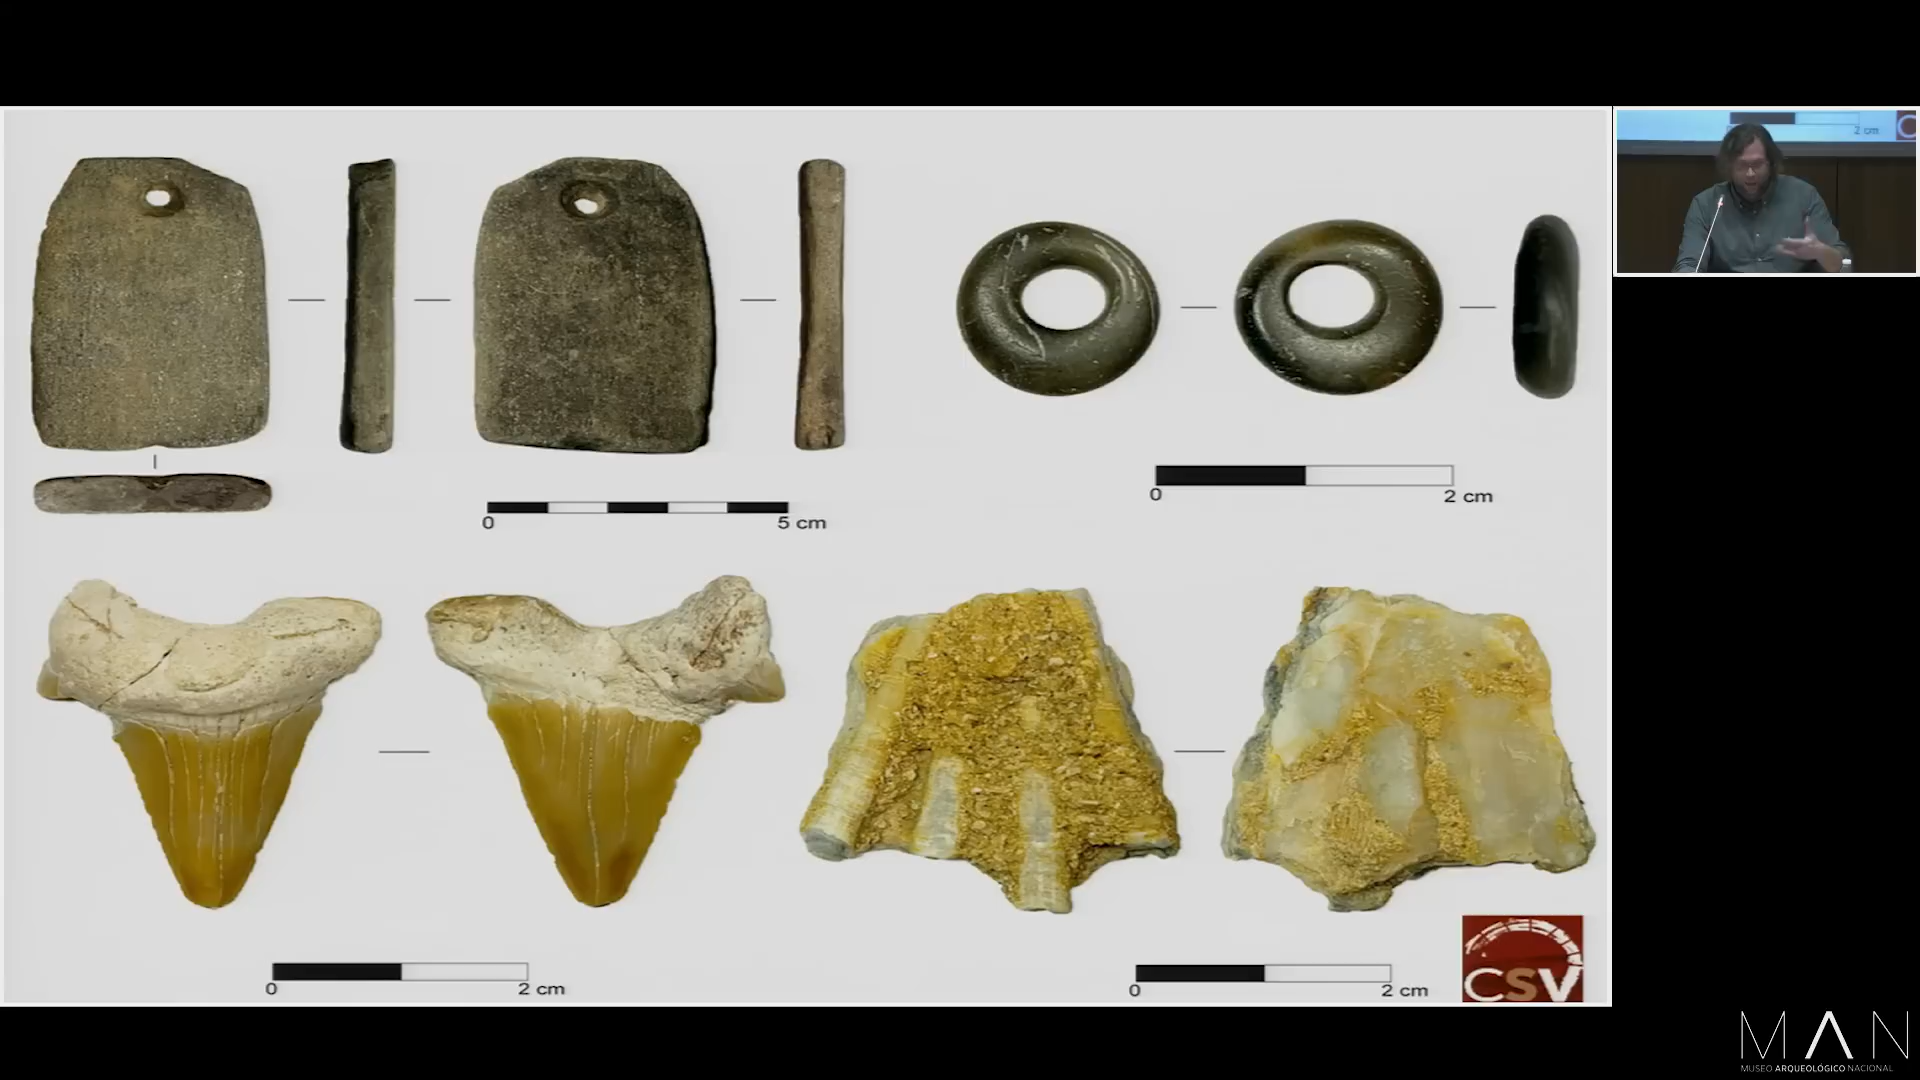 2 cm
C
0 2 cm
0 5 cm
0 2 cm
0 2 cm
CSV
MAN
MUSEO ARQUEOLÓGICO NACIONAL